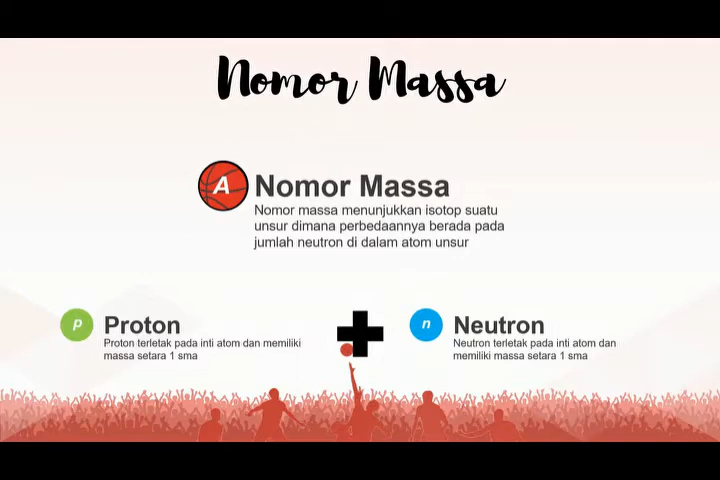 Nomor Massa
A
Nomor Massa
Nomor massa menunjukkan isotop suatu
unsur dimana perbedaannya berada pada
jumlah neutron di dalam atom unsur
p
Proton
Proton terletak pada inti atom dan memiliki
massa setara 1 sma
n
Neutron
Neutron terletak pada inti atom dan
memiliki massa setara 1 sma